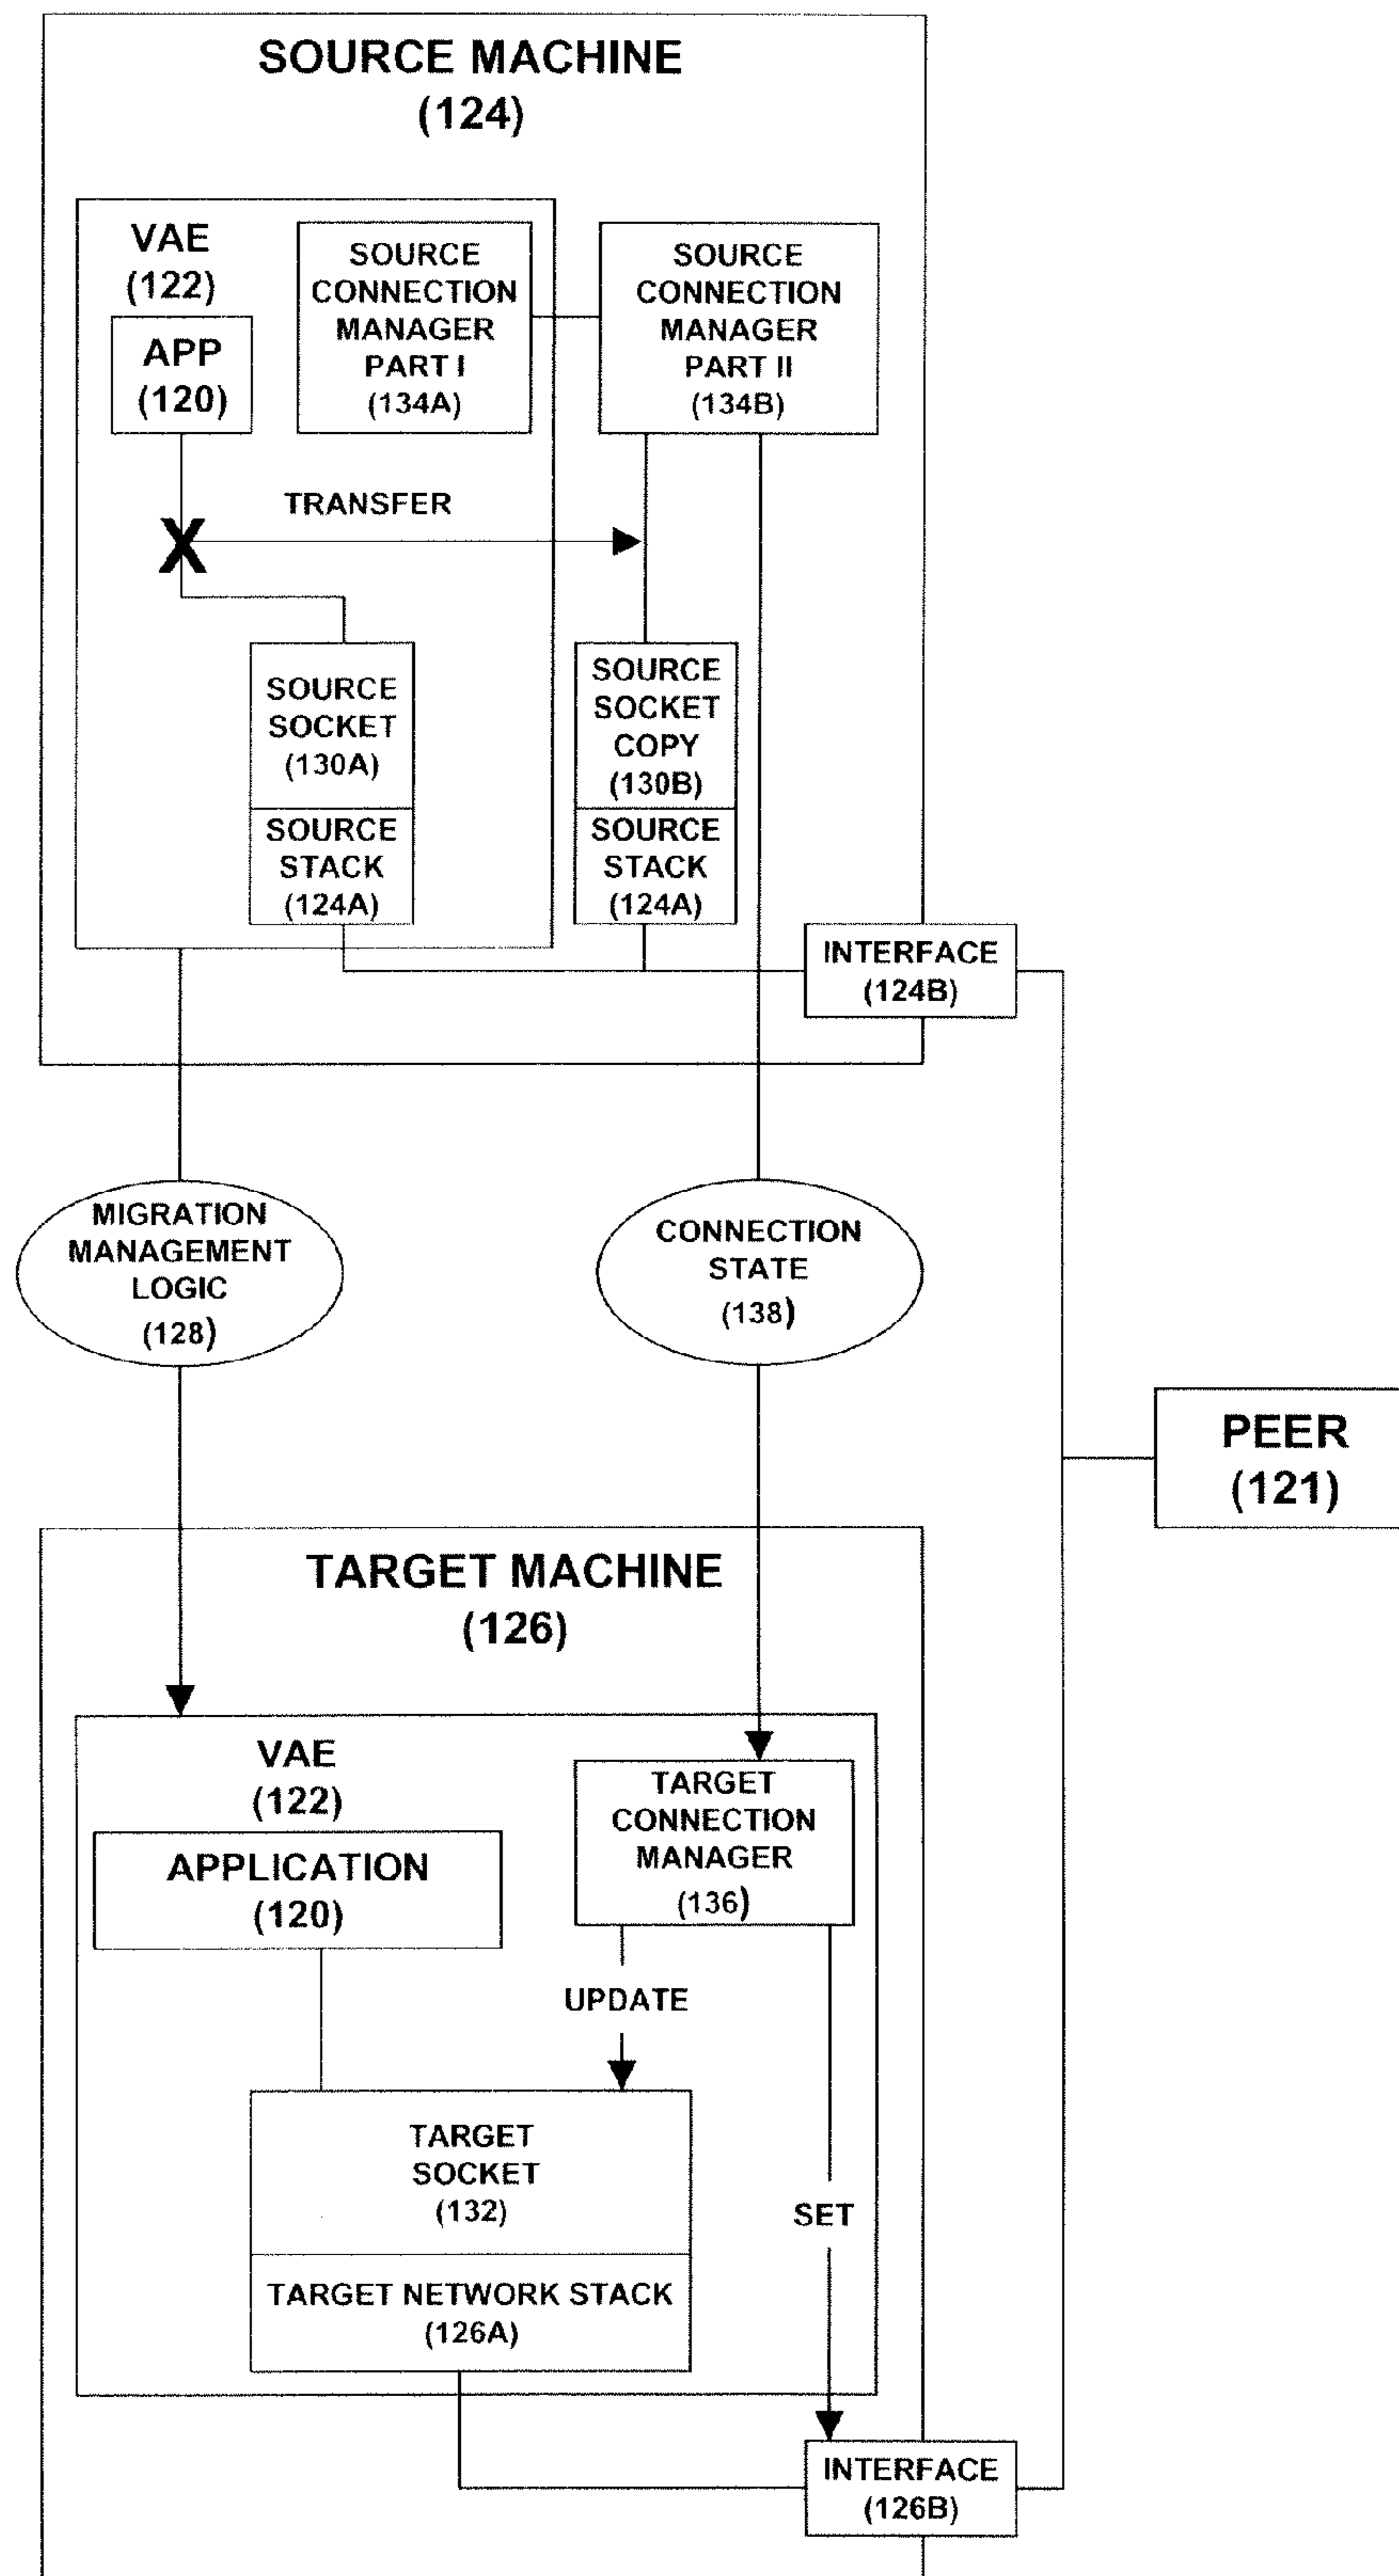 SOURCE MACHINE
(124)
VAE
(122)
APP
(120)
SOURCE
CONNECTION
MANAGER
PART I
(134A)
SOURCE
CONNECTION
MANAGER
PART II
(134B)
TRANSFER
X
SOURCE
SOCKET
(130A)
SOURCE
STACK
(124A)
SOURCE
SOCKET
COPY
(130B)
SOURCE
STACK
(124A)
INTERFACE
(124B)
MIGRATION
MANAGEMENT
LOGIC
(128)
CONNECTION
STATE
(138)
PEER
(121)
TARGET MACHINE
(126)
VAE
(122)
APPLICATION
(120)
TARGET
CONNECTION
MANAGER
(136)
UPDATE
TARGET
SOCKET
(132)
SET
TARGET NETWORK STACK
(126A)
INTERFACE
(126B)